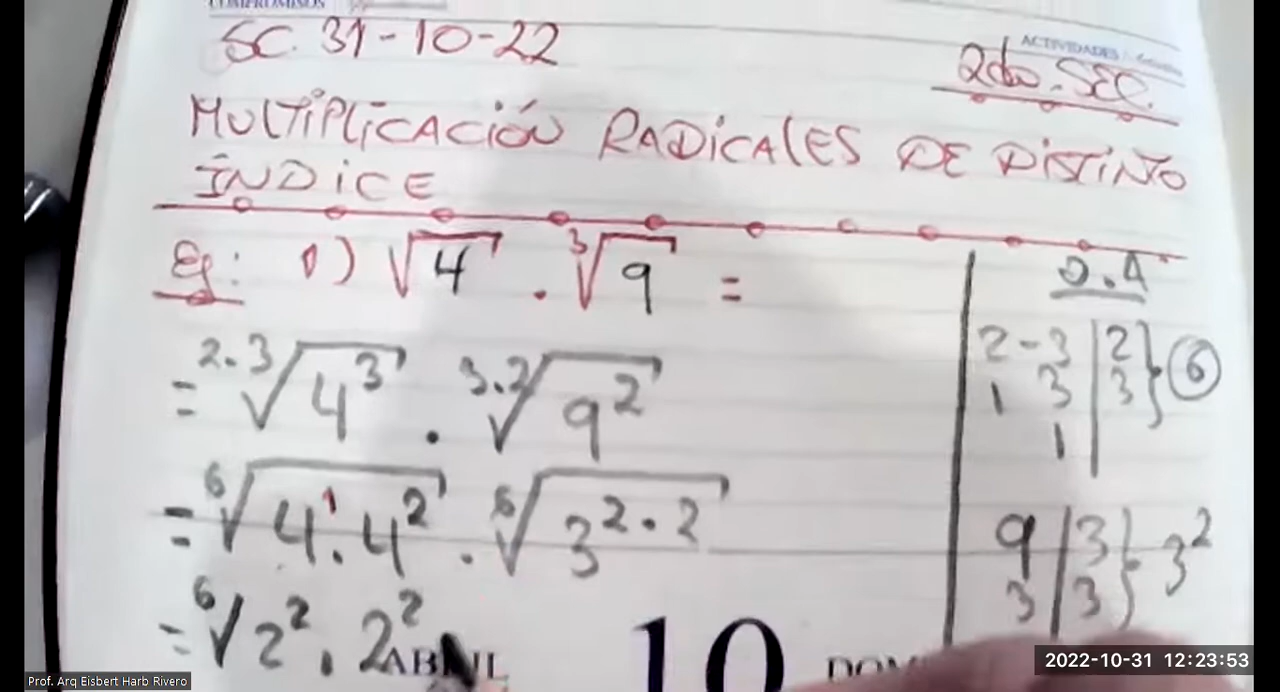 COMPROMISOS
SC. 31-10-22
ACTIVIDADES
2do. SEC.
MULTIPLICACIÓN RADICALES DE DISTINTO
ÍNDICE
Ej: 1) √4 . ³√9 =
= ²·³√4³ . ³·²√9²
= ⁶√4¹.4² . ⁶√3²·²
= ⁶√2² . 2²
O.A
2 - 3 | 2 } 6
1 3 | 3
1 |
9 | 3 } 3²
3 | 3
ABRIL
10
Prof. Arq Eisbert Harb Rivero
2022-10-31 12:23:53